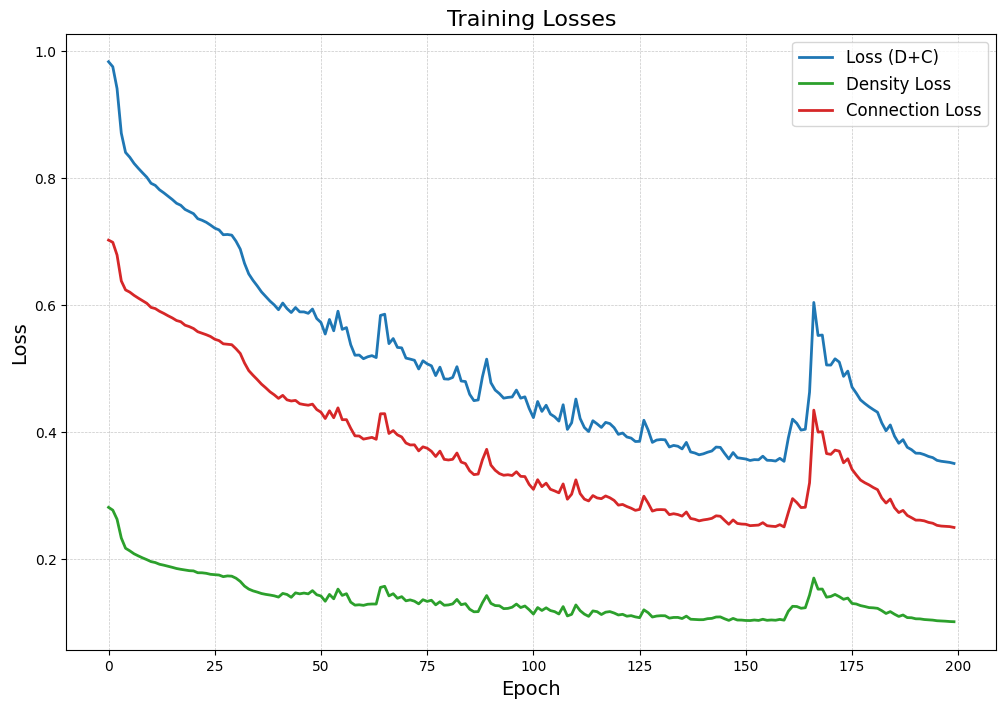 Training Losses
Loss (D+C)
Density Loss
Connection Loss
1.0
0.8
0.6
0.4
0.2
Loss
0 25 50 75 100 125 150 175 200
Epoch